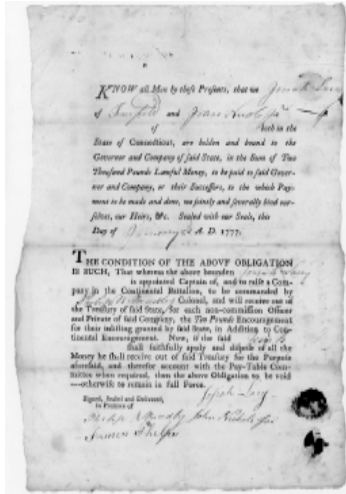 KNOW all Men by these Presents, that we Josiah
of Fairfield and
of both in the
State of Connecticut, are holden and bound to the
Governor and Company of said State, in the Sum of Two
Thousand Pounds Lawful Money, to be paid to said Gover-
nor and Company, or their Successors, to the which Pay-
ment to be made and done, we jointly and severally bind our-
selves, our Heirs, &c. Sealed with our Seals, this
Day of A. D. 1777.
THE CONDITION OF THE ABOVE OBLIGATION
IS SUCH, That whereas the above bounden Josiah
is appointed Captain of, and to raise a Com-
pany in the Continental Battalion, to be commanded by
Philip B. Bradley Colonel, and will receive out of
the Treasury of said State, for each non-commission Officer
and Private of said Company, the Ten Pounds Encouragement
for their inlisting granted by said State, in Addition to Con-
tinental Encouragement. Now, if the said
shall faithfully apply and dispose of all the
Money he shall receive out of said Treasury for the Purpose
aforesaid, and therefor account with the Pay-Table Com-
mittee when required, then the above Obligation to be void
—otherwise to remain in full Force.
Signed, Sealed and Delivered,
in Presence of
Josiah
Philip B Bradley John